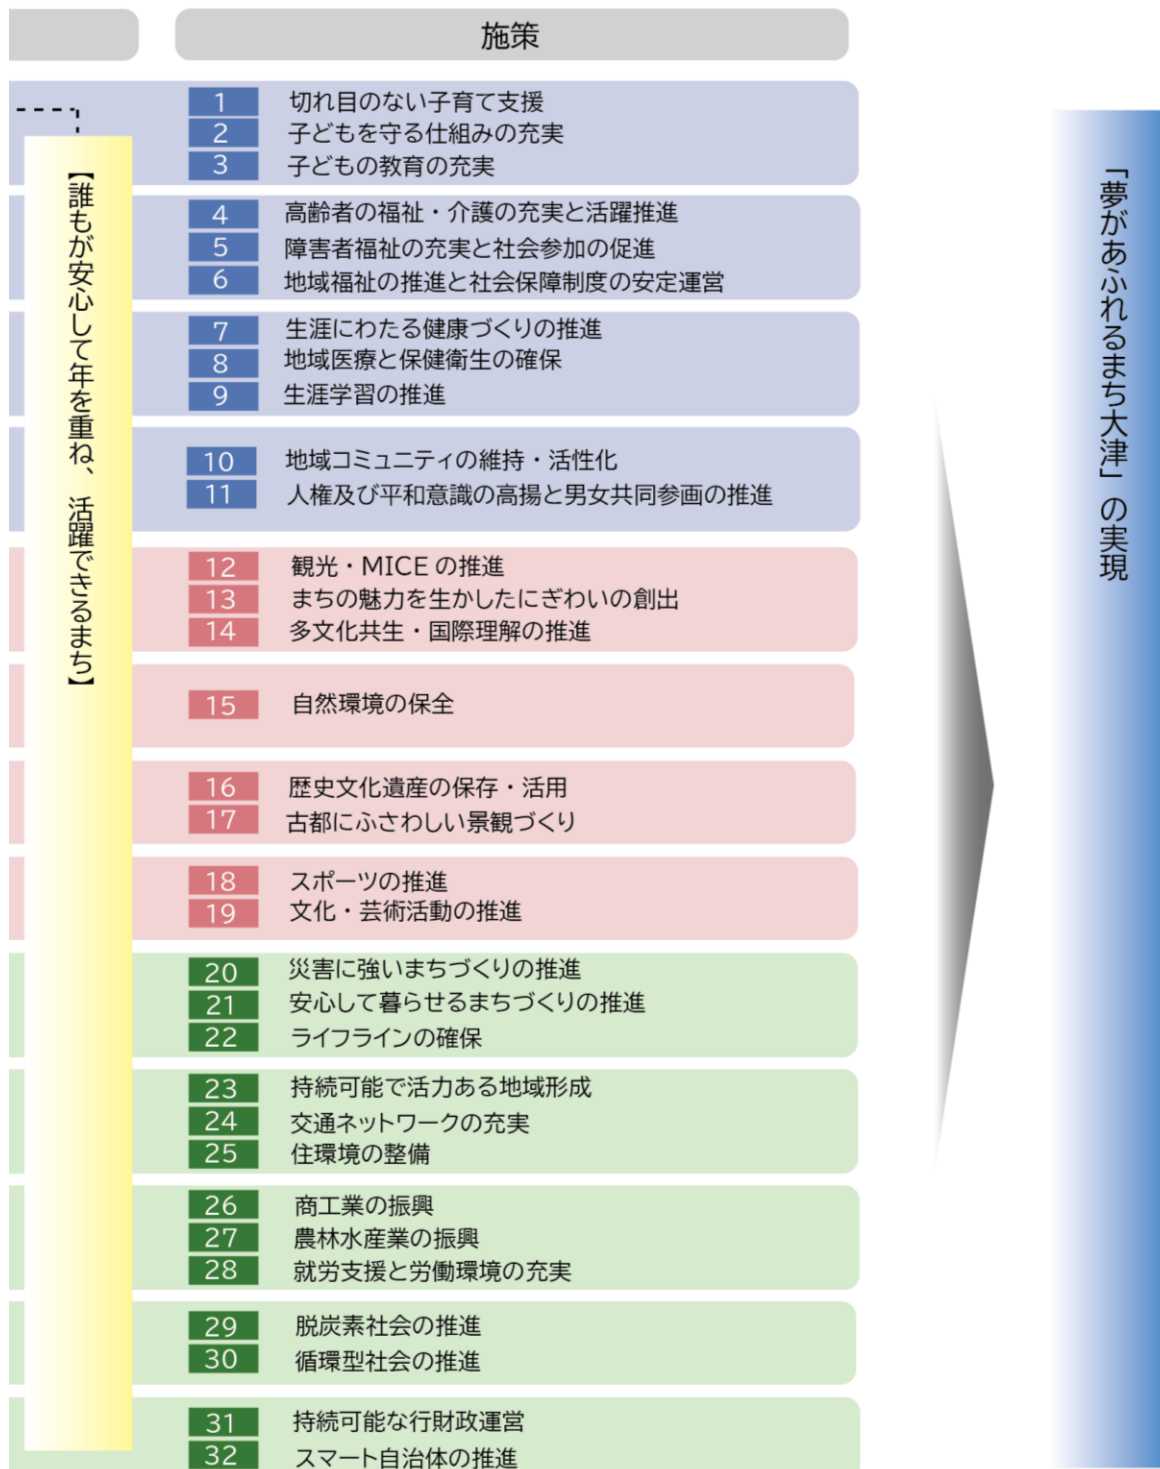 施策
1 切れ目のない子育て支援
2 子どもを守る仕組みの充実
3 子どもの教育の充実
4 高齢者の福祉・介護の充実と活躍推進
5 障害者福祉の充実と社会参加の促進
6 地域福祉の推進と社会保障制度の安定運営
7 生涯にわたる健康づくりの推進
8 地域医療と保健衛生の確保
9 生涯学習の推進
10 地域コミュニティの維持・活性化
11 人権及び平和意識の高揚と男女共同参画の推進
12 観光・MICE の推進
13 まちの魅力を生かしたにぎわいの創出
14 多文化共生・国際理解の推進
15 自然環境の保全
16 歴史文化遺産の保存・活用
17 古都にふさわしい景観づくり
18 スポーツの推進
19 文化・芸術活動の推進
20 災害に強いまちづくりの推進
21 安心して暮らせるまちづくりの推進
22 ライフラインの確保
23 持続可能で活力ある地域形成
24 交通ネットワークの充実
25 住環境の整備
26 商工業の振興
27 農林水産業の振興
28 就労支援と労働環境の充実
29 脱炭素社会の推進
30 循環型社会の推進
31 持続可能な行財政運営
32 スマート自治体の推進
【誰もが安心して年を重ね、活躍できるまち】
「夢があふれるまち大津」の実現